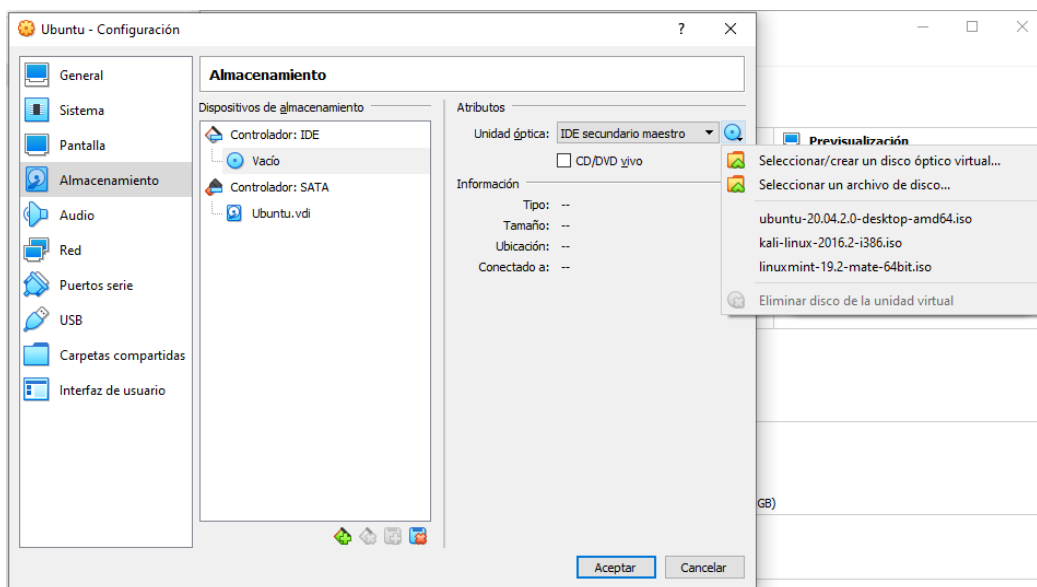 Ubuntu - Configuración
?
General
Sistema
Pantalla
Almacenamiento
Audio
Red
Puertos serie
USB
Carpetas compartidas
Interfaz de usuario
Almacenamiento
Dispositivos de almacenamiento
Controlador: IDE
Vacío
Controlador: SATA
Ubuntu.vdi
Atributos
Unidad óptica: IDE secundario maestro
CD/DVD vivo
Información
Tipo: --
Tamaño: --
Ubicación: --
Conectado a: --
Previsualización
Seleccionar/crear un disco óptico virtual...
Seleccionar un archivo de disco...
ubuntu-20.04.2.0-desktop-amd64.iso
kali-linux-2016.2-i386.iso
linuxmint-19.2-mate-64bit.iso
Eliminar disco de la unidad virtual
GB)
Aceptar
Cancelar